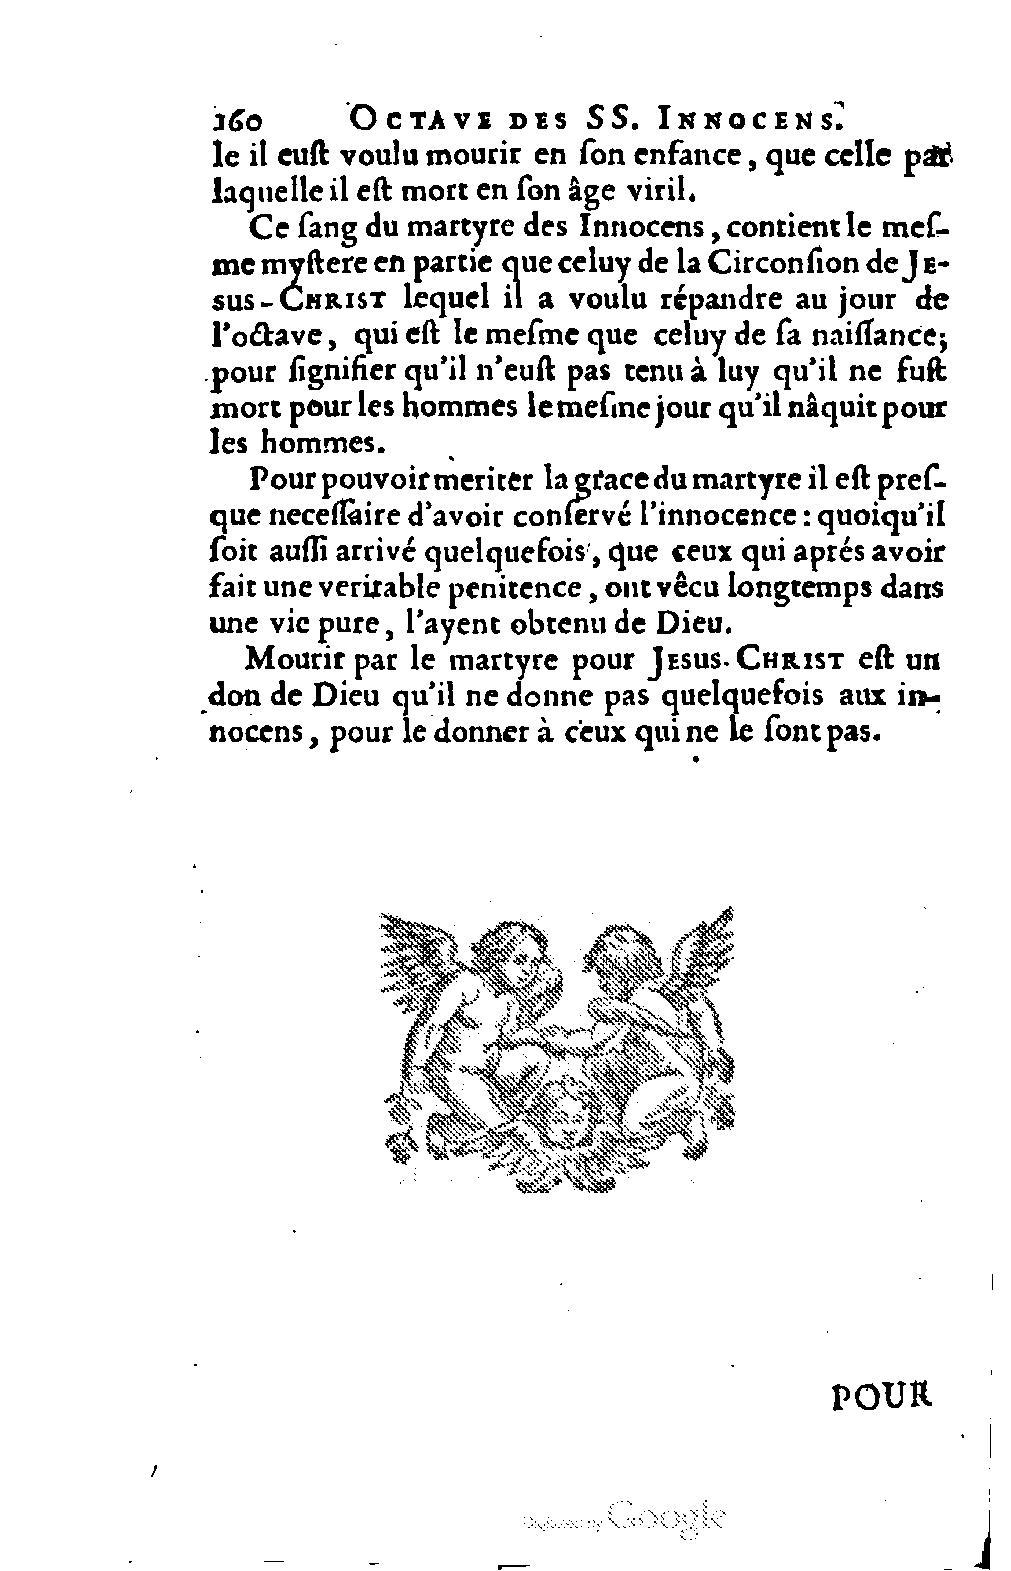 160 OCTAVE DES SS. INNOCENS.
le il euſt voulu mourir en ſon enfance, que celle par
laquelle il eſt mort en ſon âge viril.
Ce ſang du martyre des Innocens, contient le meſ-
me myſtere en partie que celuy de la Circonſion de JE-
SUS-CHRIST lequel il a voulu répandre au jour de
l'octave, qui eſt le meſme que celuy de ſa naiſſance;
pour ſignifier qu'il n'euſt pas tenu à luy qu'il ne fuſt
mort pour les hommes le meſme jour qu'il nâquit pour
les hommes.
Pour pouvoir meriter la grace du martyre il eſt preſ-
que neceſſaire d'avoir conſervé l'innocence : quoiqu'il
ſoit auſſi arrivé quelquefois, que ceux qui aprés avoir
fait une veritable penitence, ont vêcu longtemps dans
une vie pure, l'ayent obtenu de Dieu.
Mourir par le martyre pour JESUS-CHRIST eſt un
don de Dieu qu'il ne donne pas quelquefois aux in-
nocens, pour le donner à ceux qui ne le ſont pas.
POUR
Digitized by Google